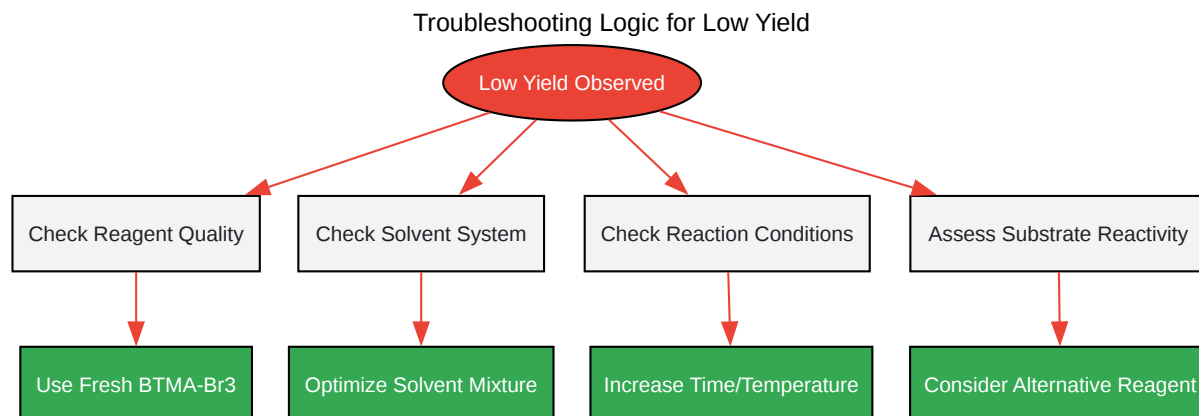 Troubleshooting Logic for Low Yield
Low Yield Observed
Check Reagent Quality
Check Solvent System
Check Reaction Conditions
Assess Substrate Reactivity
Use Fresh BTMA-Br3
Optimize Solvent Mixture
Increase Time/Temperature
Consider Alternative Reagent